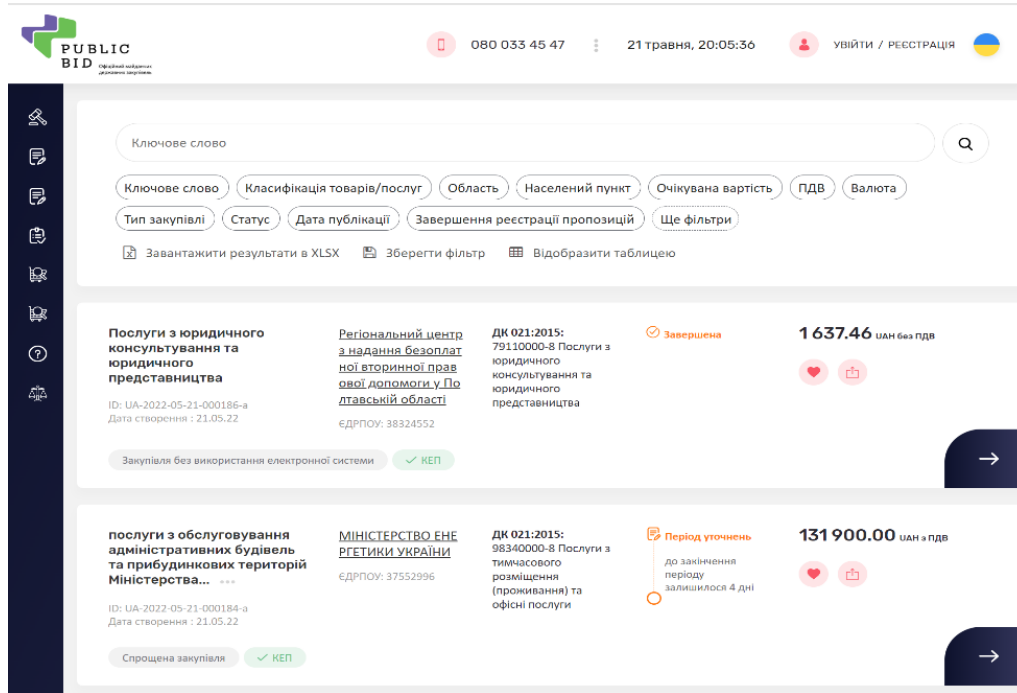 PUBLIC
BID Офіційний майданчик
державних закупівель
080 033 45 47
21 травня, 20:05:36
УВІЙТИ / РЕЄСТРАЦІЯ
Ключове слово
Ключове слово Класифікація товарів/послуг Область Населений пункт Очікувана вартість ПДВ Валюта
Тип закупівлі Статус Дата публікації Завершення реєстрації пропозицій Ще фільтри
Завантажити результати в XLSX Зберегти фільтр Відобразити таблицею
Послуги з юридичного
консультування та
юридичного
представництва
ID: UA-2022-05-21-000186-a
Дата створення : 21.05.22
Регіональний центр
з надання безоплат
ної вторинної прав
ової допомоги у По
лтавській області
ЄДРПОУ: 38324552
ДК 021:2015:
79110000-8 Послуги з
юридичного
консультування та
юридичного
представництва
Завершена
1 637.46 UAH без ПДВ
Закупівля без використання електронної системи
КЕП
послуги з обслуговування
адміністративних будівель
та прибудинкових територій
Міністерства...
ID: UA-2022-05-21-000184-a
Дата створення : 21.05.22
МІНІСТЕРСТВО ЕНЕ
РГЕТИКИ УКРАЇНИ
ЄДРПОУ: 37552996
ДК 021:2015:
98340000-8 Послуги з
тимчасового
розміщення
(проживання) та
офісні послуги
Період уточнень
до закінчення
періоду
залишилося 4 дні
131 900.00 UAH з ПДВ
Спрощена закупівля
КЕП